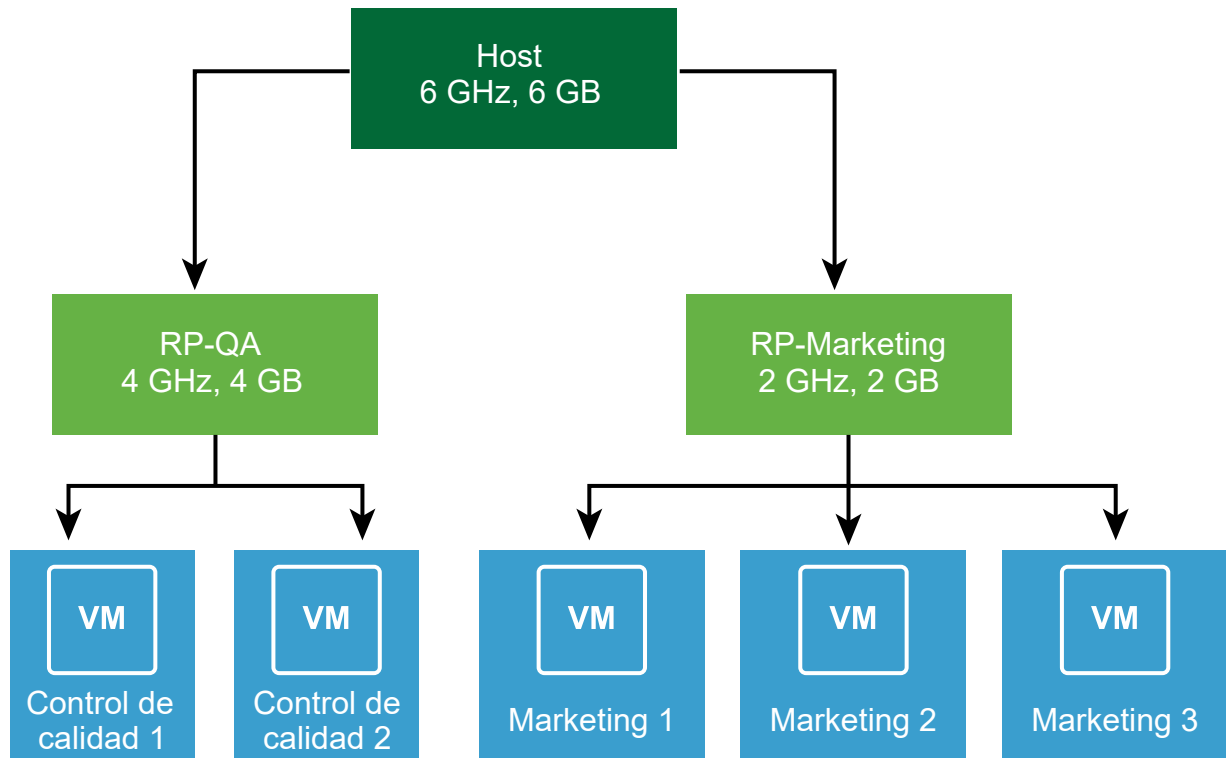 Host
6 GHz, 6 GB
RP-QA
4 GHz, 4 GB
RP-Marketing
2 GHz, 2 GB
VM
Control de
calidad 1
VM
Control de
calidad 2
VM
Marketing 1
VM
Marketing 2
VM
Marketing 3